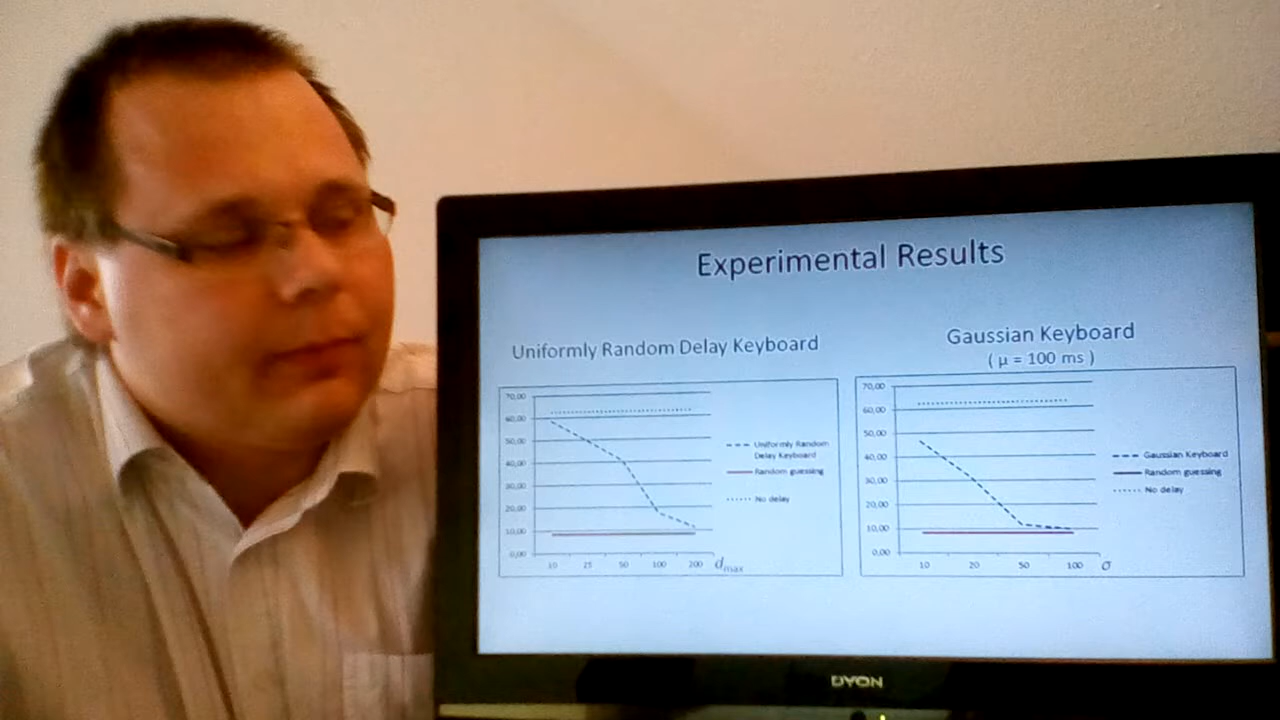 Experimental Results
Uniformly Random Delay Keyboard
70,00
60,00
50,00
40,00
30,00
20,00
10,00
0,00
10 25 50 100 200 dmax
Uniformly Random
Delay Keyboard
Random guessing
No delay
Gaussian Keyboard
( μ = 100 ms )
70,00
60,00
50,00
40,00
30,00
20,00
10,00
0,00
10 20 50 100 σ
Gaussian Keyboard
Random guessing
No delay
DYON